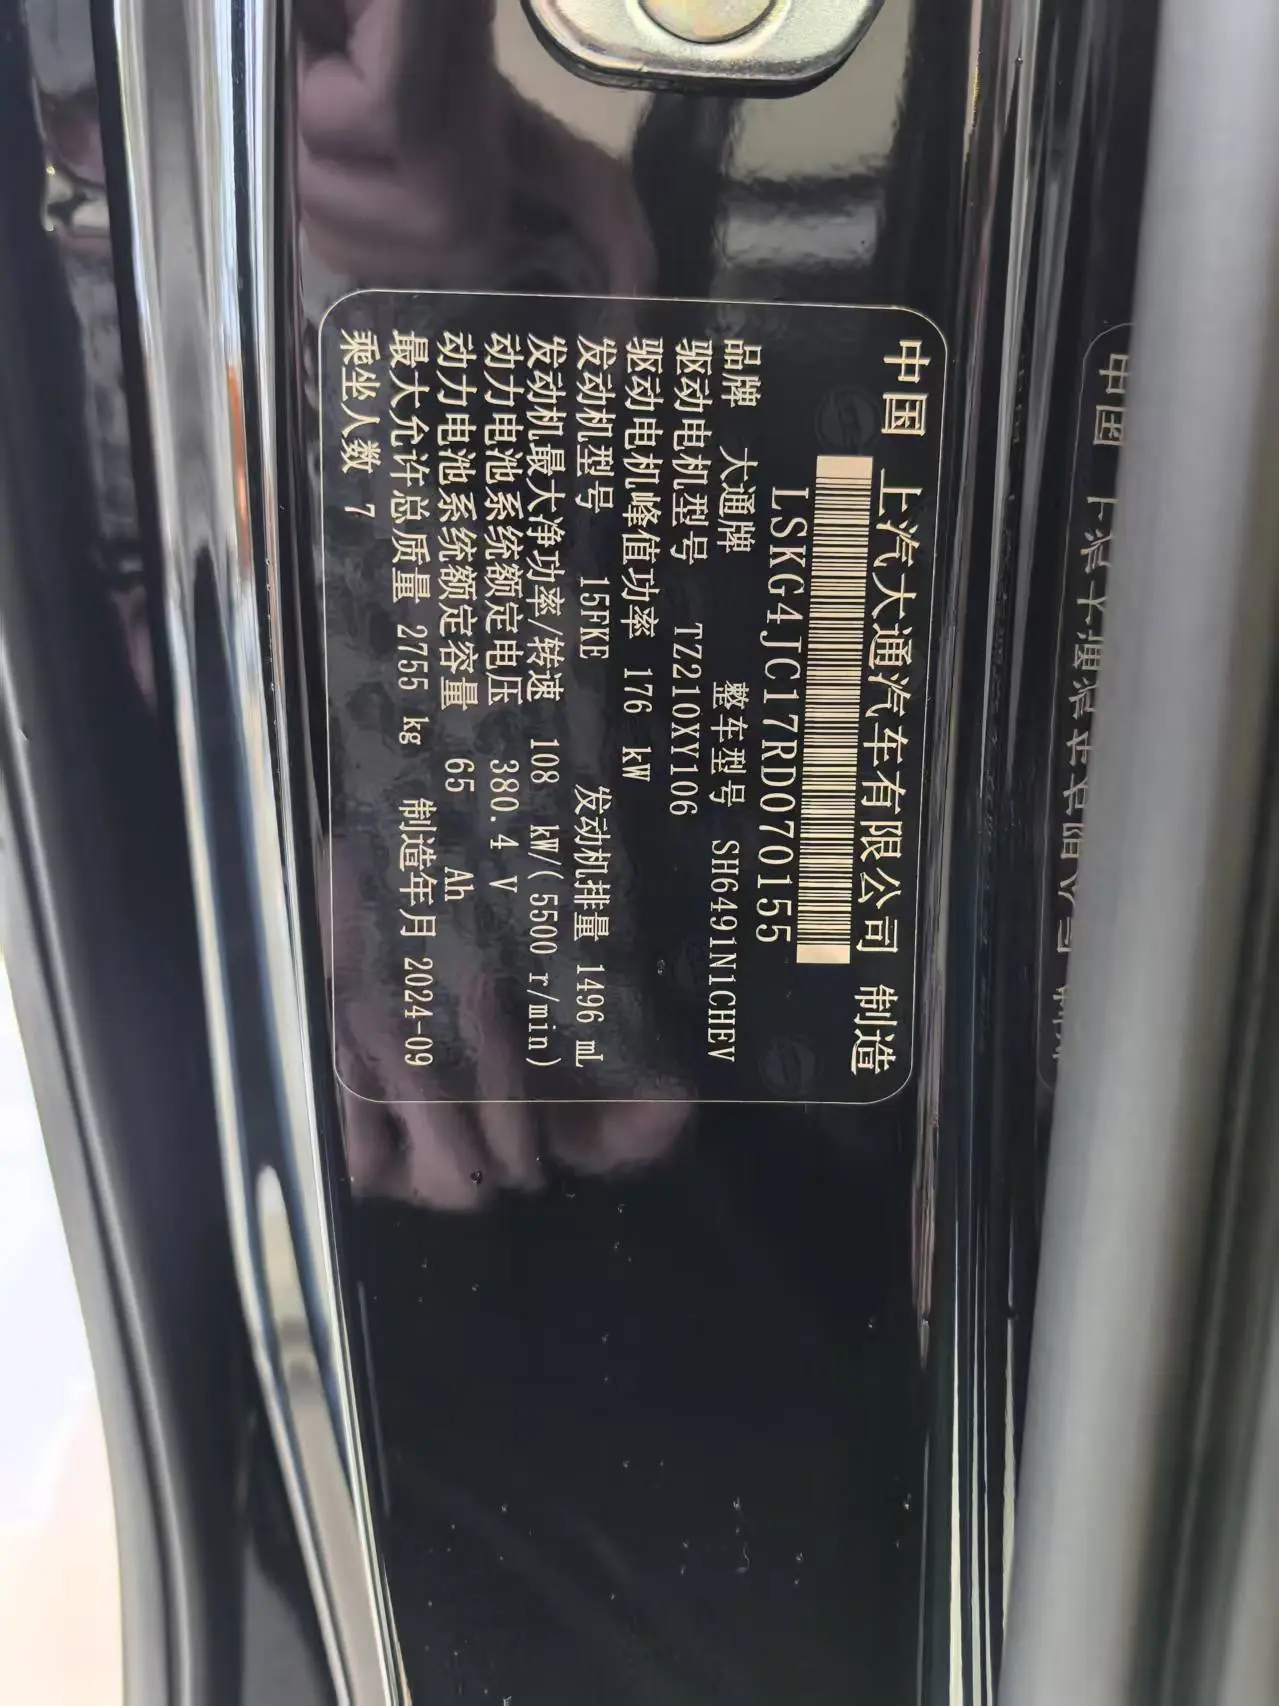 中国 上汽大通汽车有限公司 制造
LSKG4JC17RD070155
品牌 大通牌 整车型号 SH6491N1CHEV
驱动电机型号 TZ210XY106
驱动电机峰值功率 176 kW
发动机型号 15FKE 发动机排量 1496 mL
发动机最大净功率/转速 108 kW/(5500 r/min)
动力电池系统额定电压 380.4 V
动力电池系统额定容量 65 Ah
最大允许总质量 2755 kg 制造年月 2024-09
乘坐人数 7